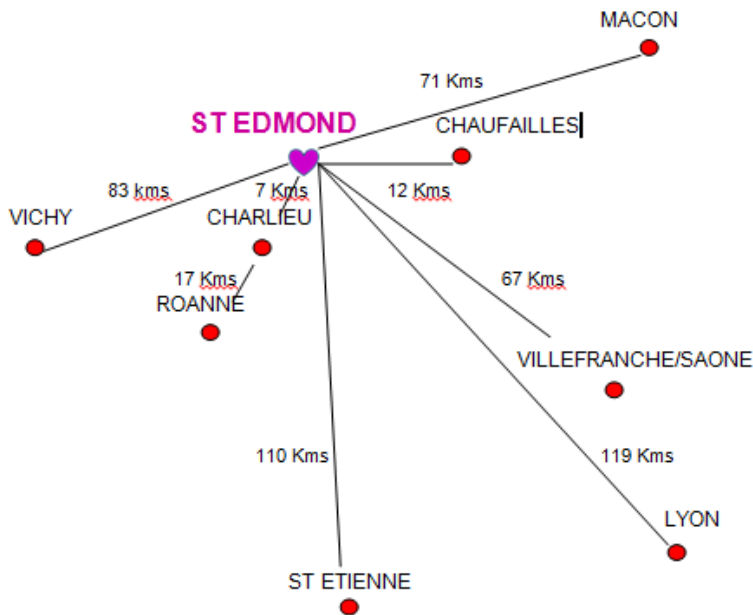 MACON
71 Kms
ST EDMOND
CHAUFAILLES
83 kms
7 Kms
12 Kms
VICHY
CHARLIEU
17 Kms
67 Kms
ROANNE
VILLEFRANCHE/SAONE
110 Kms
119 Kms
LYON
ST ETIENNE